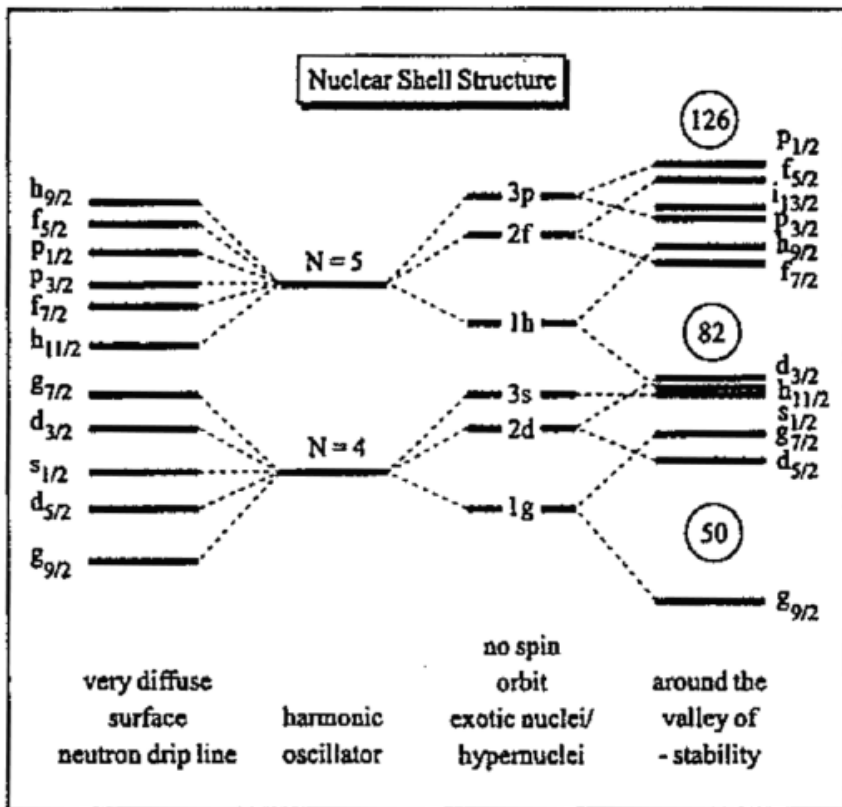 Nuclear Shell Structure
126
p1/2
f5/2
i13/2
p3/2
h9/2
f7/2
82
d3/2
h11/2
s1/2
g7/2
d5/2
50
g9/2
h9/2
f5/2
p1/2
p3/2
f7/2
h11/2
g7/2
d3/2
s1/2
d5/2
g9/2
N = 5
N = 4
3p
2f
1h
3s
2d
1g
very diffuse
surface
neutron drip line
harmonic
oscillator
no spin
orbit
exotic nuclei/
hypernuclei
around the
valley of
- stability